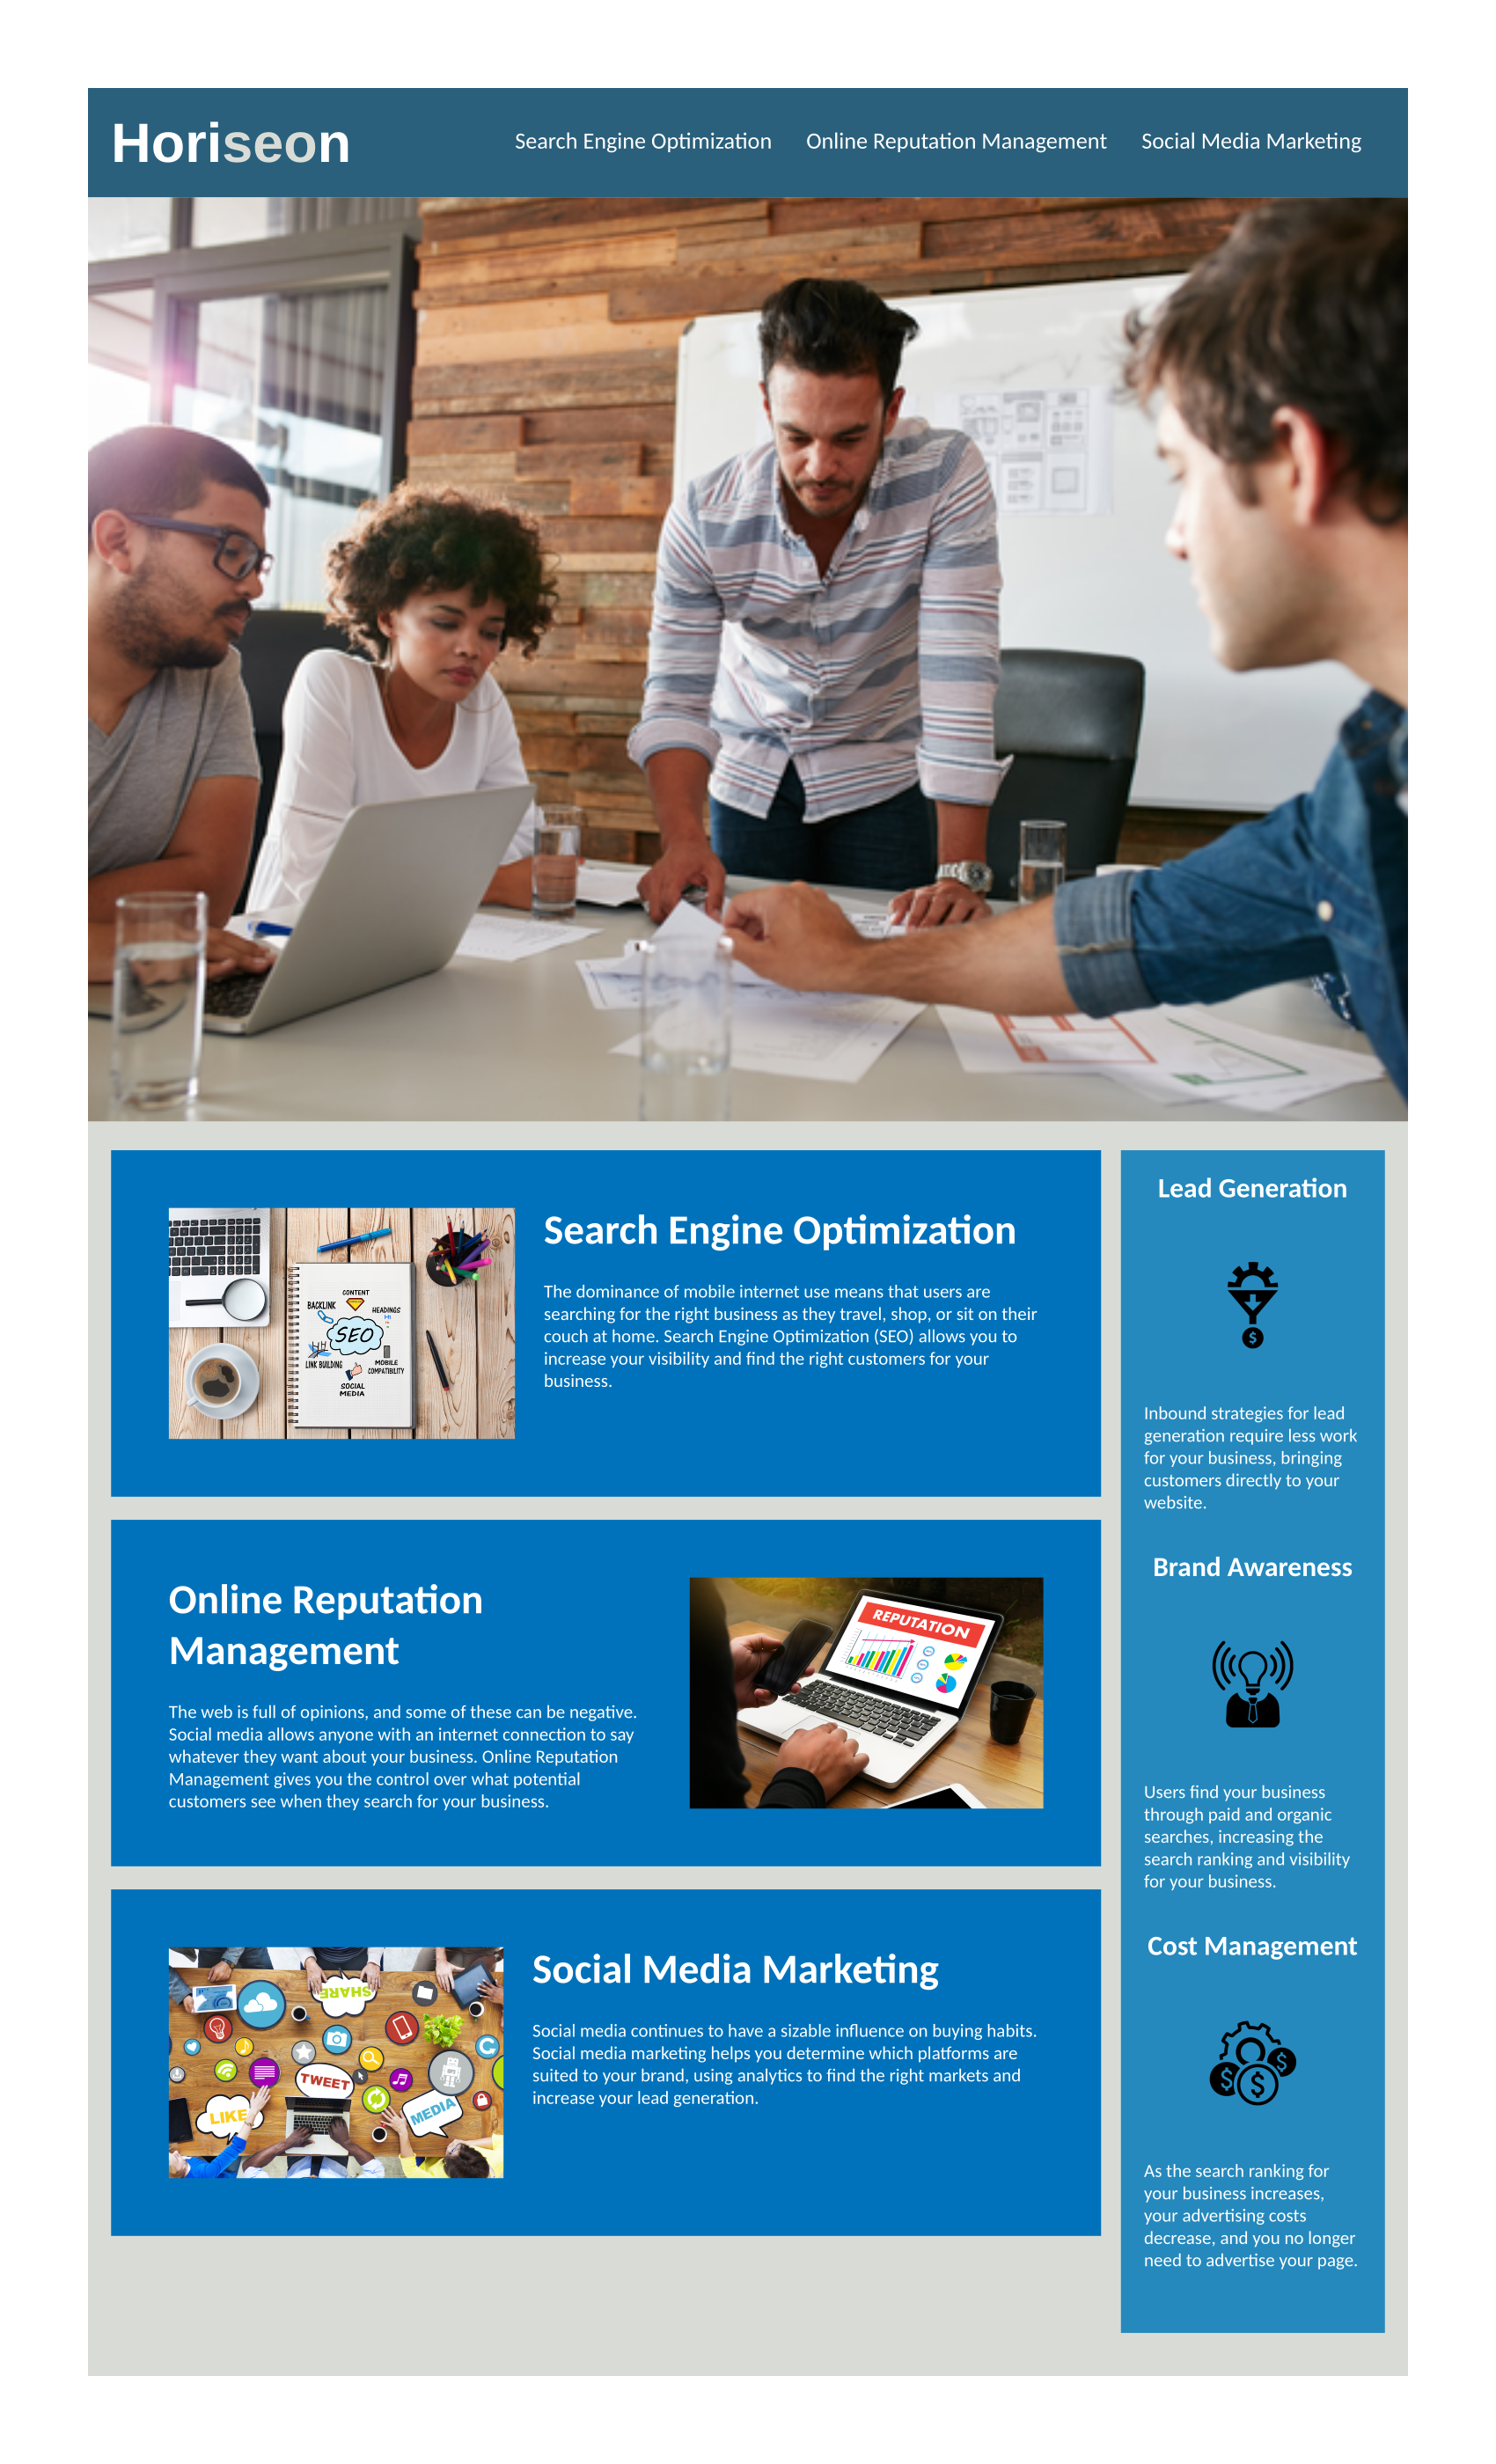 Horiseon
Search Engine Optimization
Online Reputation Management
Social Media Marketing
CONTENT
BACKLINK
HEADINGS
SEO
LINK BUILDING
MOBILE
COMPATIBILITY
SOCIAL
MEDIA
Search Engine Optimization
The dominance of mobile internet use means that users are
searching for the right business as they travel, shop, or sit on their
couch at home. Search Engine Optimization (SEO) allows you to
increase your visibility and find the right customers for your
business.
Online Reputation
Management
The web is full of opinions, and some of these can be negative.
Social media allows anyone with an internet connection to say
whatever they want about your business. Online Reputation
Management gives you the control over what potential
customers see when they search for your business.
REPUTATION
SHARE
TWEET
LIKE
MEDIA
Social Media Marketing
Social media continues to have a sizable influence on buying habits.
Social media marketing helps you determine which platforms are
suited to your brand, using analytics to find the right markets and
increase your lead generation.
Lead Generation
$
Inbound strategies for lead
generation require less work
for your business, bringing
customers directly to your
website.
Brand Awareness
Users find your business
through paid and organic
searches, increasing the
search ranking and visibility
for your business.
Cost Management
$ $ $
As the search ranking for
your business increases,
your advertising costs
decrease, and you no longer
need to advertise your page.